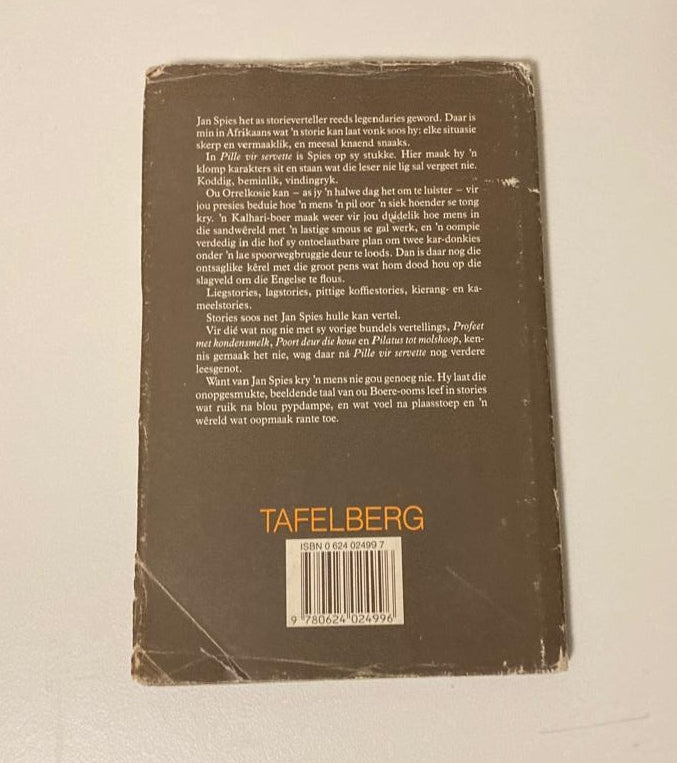 Jan Spies het as storieverteller reeds legendaries geword. Daar is
min in Afrikaans wat 'n storie kan laat vonk soos hy: elke situasie
skerp en vermaaklik, en meesal knaend snaaks.
In Pille vir servette is Spies op sy stukke. Hier maak hy 'n
klomp karakters sit en staan wat die leser nie lig sal vergeet nie.
Koddig, beminlik, vindingryk.
Ou Orrelkosie kan – as jy 'n halwe dag het om te luister – vir
jou presies beduie hoe 'n mens 'n pil oor 'n siek hoender se tong
kry. 'n Kalhari-boer maak weer vir jou duidelik hoe mens in
die sandwêreld met 'n lastige smous se gal werk, en 'n oompie
verdedig in die hof sy ontoelaatbare plan om twee kar-donkies
onder 'n lae spoorwegbruggie deur te loods. Dan is daar nog die
ontsaglike kêrel met die groot pens wat hom dood hou op die
slagveld om die Engelse te flous.
Liegstories, lagstories, pittige koffiestories, kierang- en ka-
meelstories.
Stories soos net Jan Spies hulle kan vertel.
Vir dié wat nog nie met sy vorige bundels vertellings, Profeet
met kondensmelk, Poort deur die koue en Pilatus tot molshoop, ken-
nis gemaak het nie, wag daar ná Pille vir servette nog verdere
leesgenot.
Want van Jan Spies kry 'n mens nie gou genoeg nie. Hy laat die
onopgesmukte, beeldende taal van ou Boere-ooms leef in stories
wat ruik na blou pypdampe, en wat voel na plaasstoep en 'n
wêreld wat oopmaak rante toe.
TAFELBERG
ISBN 0 624 02499 7
9 780624 024996